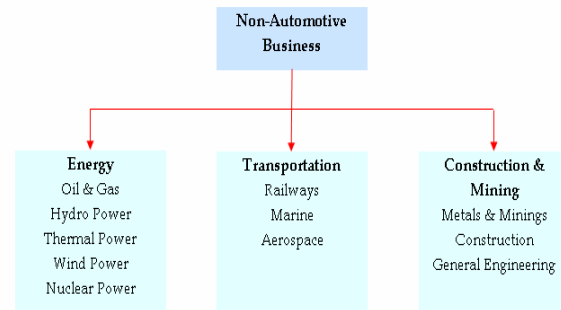 Non-Automotive
Business
Energy
Oil & Gas
Hydro Power
Thermal Power
Wind Power
Nuclear Power
Transportation
Railways
Marine
Aerospace
Construction &
Mining
Metals & Minings
Construction
General Engineering